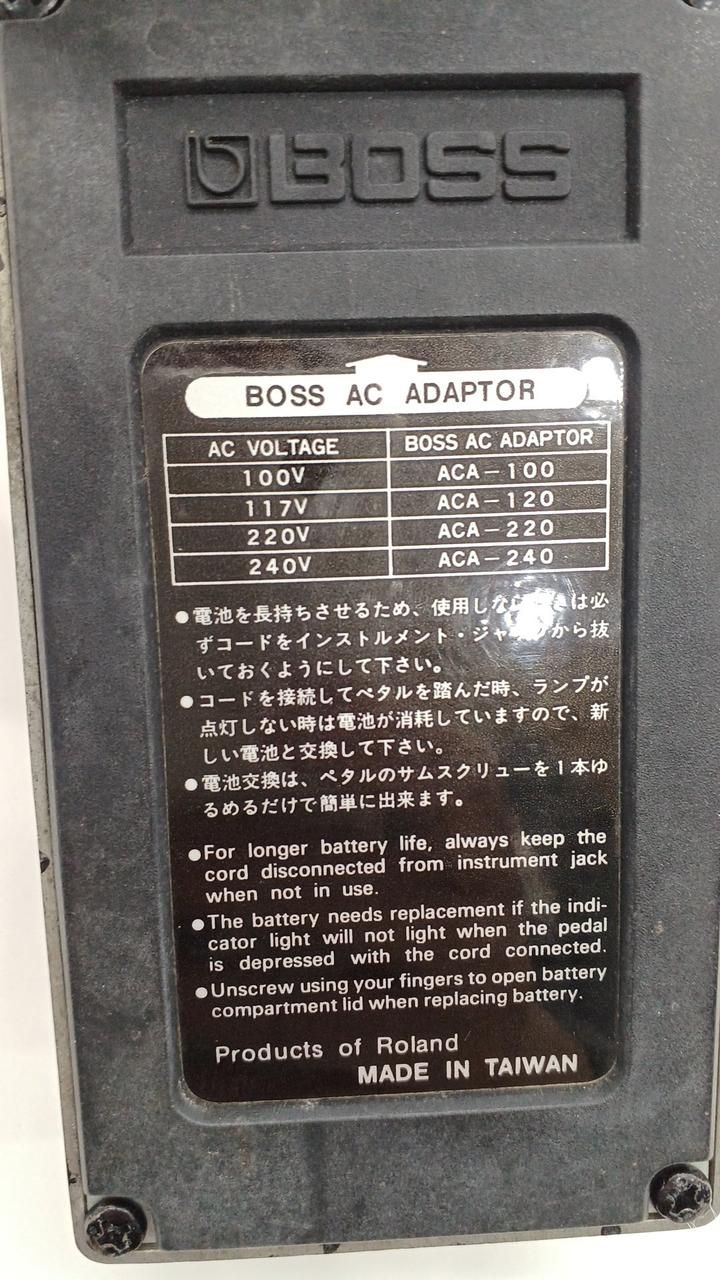 BOSS
BOSS AC ADAPTOR
AC VOLTAGE BOSS AC ADAPTOR
100V ACA-100
117V ACA-120
220V ACA-220
240V ACA-240
●電池を長持ちさせるため、使用しな は必
ずコードをインストルメント・ジャ から抜
いておくようにして下さい。
●コードを接続してペタルを踏んだ時、ランプが
点灯しない時は電池が消耗していますので、新
しい電池と交換して下さい。
●電池交換は、ペタルのサムスクリューを1本ゆ
るめるだけで簡単に出来ます。
●For longer battery life, always keep the
cord disconnected from instrument jack
when not in use.
●The battery needs replacement if the indi-
cator light will not light when the pedal
is depressed with the cord connected.
●Unscrew using your fingers to open battery
compartment lid when replacing battery.
Products of Roland
MADE IN TAIWAN